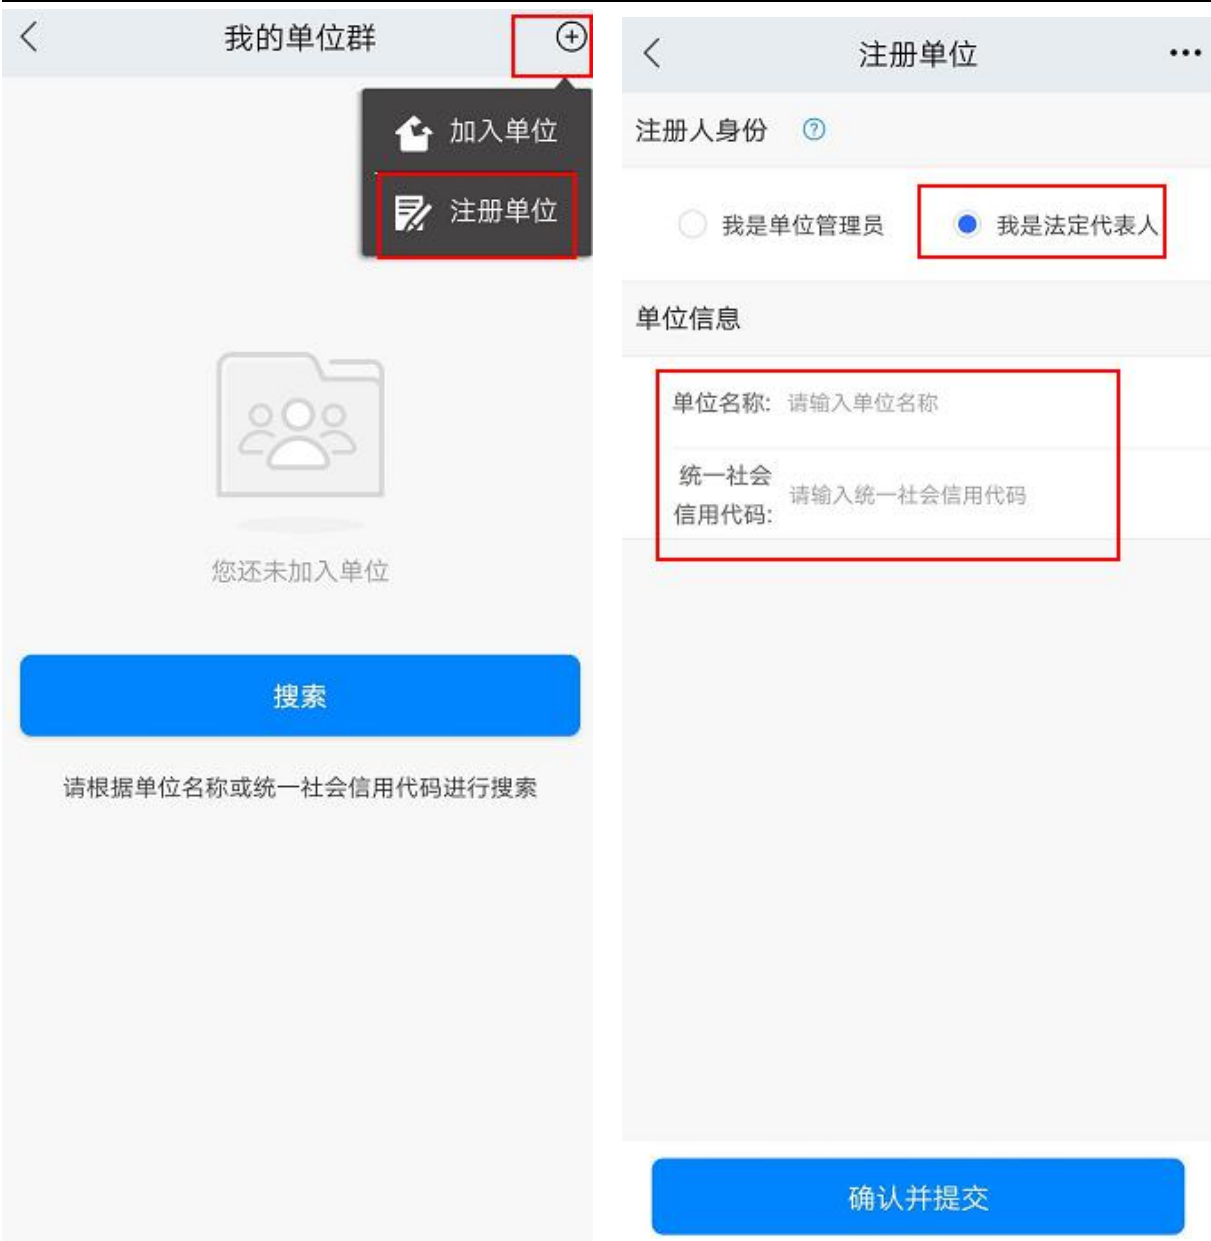 我的单位群
加入单位
注册单位
您还未加入单位
搜索
请根据单位名称或统一社会信用代码进行搜索
注册单位
注册人身份
我是单位管理员
我是法定代表人
单位信息
单位名称: 请输入单位名称
统一社会
信用代码: 请输入统一社会信用代码
确认并提交